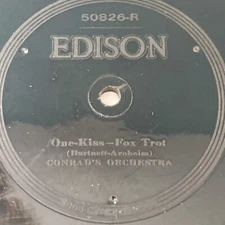 50826-R
EDISON
One Kiss—Fox Trot
(Burtnett-Arnheim)
CONRAD'S ORCHESTRA